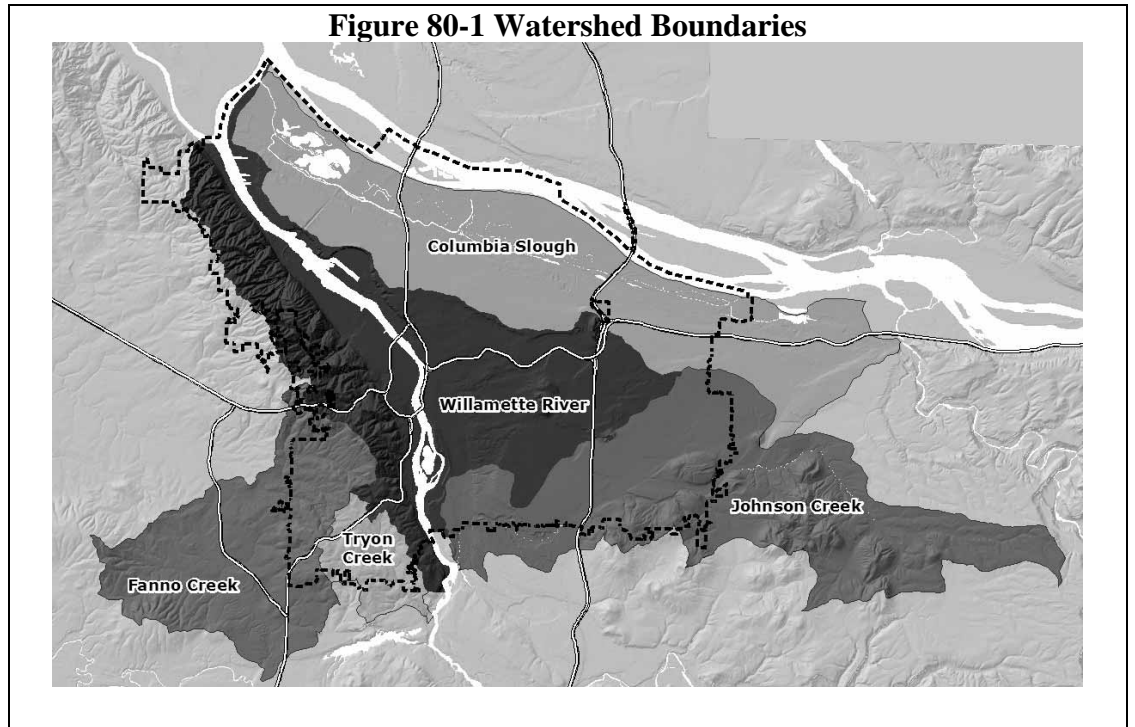 Figure 80-1 Watershed Boundaries
Columbia Slough
Willamette River
Johnson Creek
Tryon
Creek
Fanno Creek